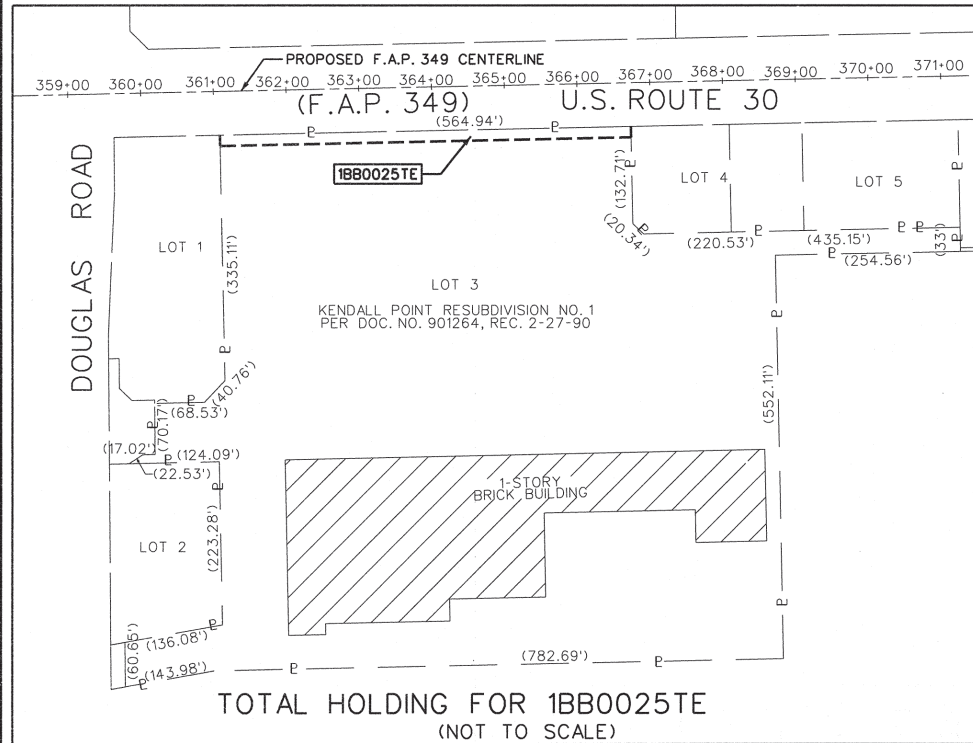 PROPOSED F.A.P. 349 CENTERLINE
359+00 360+00 361+00 362+00 363+00 364+00 365+00 366+00 367+00 368+00 369+00 370+00 371+00
(F.A.P. 349) U.S. ROUTE 30
(564.94')
1BB0025TE
DOUGLAS ROAD
LOT 1
(335.11')
(132.71')
(20.34')
LOT 4
LOT 5
(220.53')
(435.15')
(33')
(254.56')
LOT 3
KENDALL POINT RESUBDIVISION NO. 1
PER DOC. NO. 901264, REC. 2-27-90
(40.76')
(68.53')
(70.17')
(17.02')
(124.09')
(22.53')
(552.11')
1-STORY
BRICK BUILDING
LOT 2
(223.28')
(136.08')
(60.65')
(143.98')
(782.69')
TOTAL HOLDING FOR 1BB0025TE
(NOT TO SCALE)